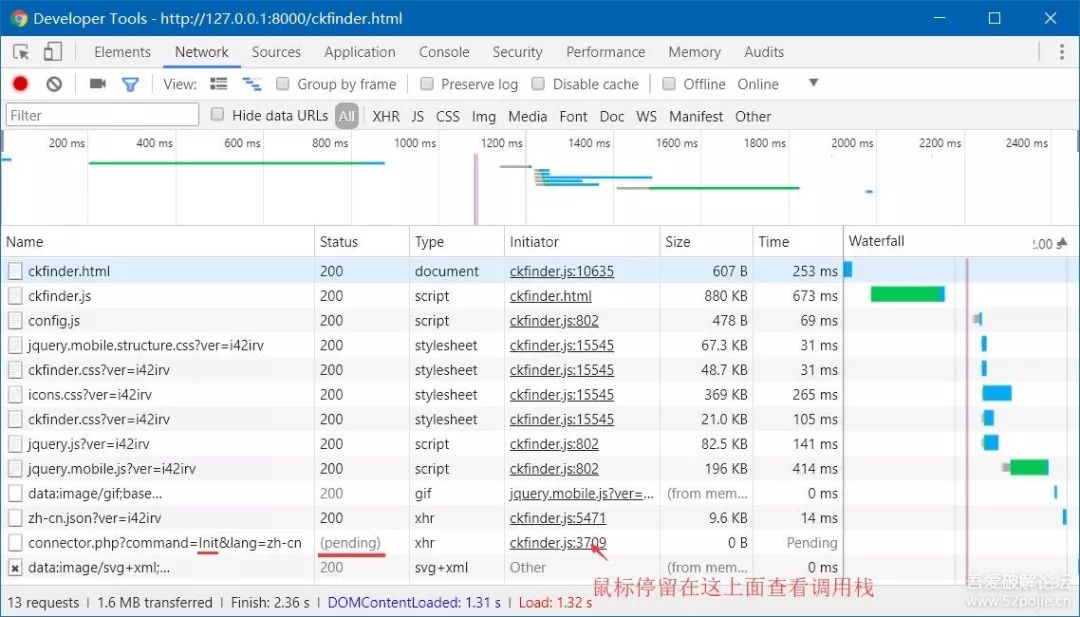 Developer Tools - http://127.0.0.1:8000/ckfinder.html
Elements Network Sources Application Console Security Performance Memory Audits
View: Group by frame Preserve log Disable cache Offline Online
Filter Hide data URLs All XHR JS CSS Img Media Font Doc WS Manifest Other
200 ms 400 ms 600 ms 800 ms 1000 ms 1200 ms 1400 ms 1600 ms 1800 ms 2000 ms 2200 ms 2400 ms
Name Status Type Initiator Size Time Waterfall .00 s
ckfinder.html 200 document ckfinder.js:10635 607 B 253 ms
ckfinder.js 200 script ckfinder.html 880 KB 673 ms
config.js 200 script ckfinder.js:802 478 B 69 ms
jquery.mobile.structure.css?ver=i42irv 200 stylesheet ckfinder.js:15545 67.3 KB 31 ms
ckfinder.css?ver=i42irv 200 stylesheet ckfinder.js:15545 48.7 KB 31 ms
icons.css?ver=i42irv 200 stylesheet ckfinder.js:15545 369 KB 265 ms
ckfinder.css?ver=i42irv 200 stylesheet ckfinder.js:15545 21.0 KB 105 ms
jquery.js?ver=i42irv 200 script ckfinder.js:802 82.5 KB 141 ms
jquery.mobile.js?ver=i42irv 200 script ckfinder.js:802 196 KB 414 ms
data:image/gif;base... 200 gif jquery.mobile.js?ver=... (from mem... 0 ms
zh-cn.json?ver=i42irv 200 xhr ckfinder.js:5471 9.6 KB 14 ms
connector.php?command=Init&lang=zh-cn (pending) xhr ckfinder.js:3709 0 B Pending
data:image/svg+xml;... 200 svg+xml Other (from mem... 0 ms
鼠标停留在这上面查看调用栈
13 requests | 1.6 MB transferred | Finish: 2.36 s | DOMContentLoaded: 1.31 s | Load: 1.32 s
吾爱破解论坛
www.52pojie.cn